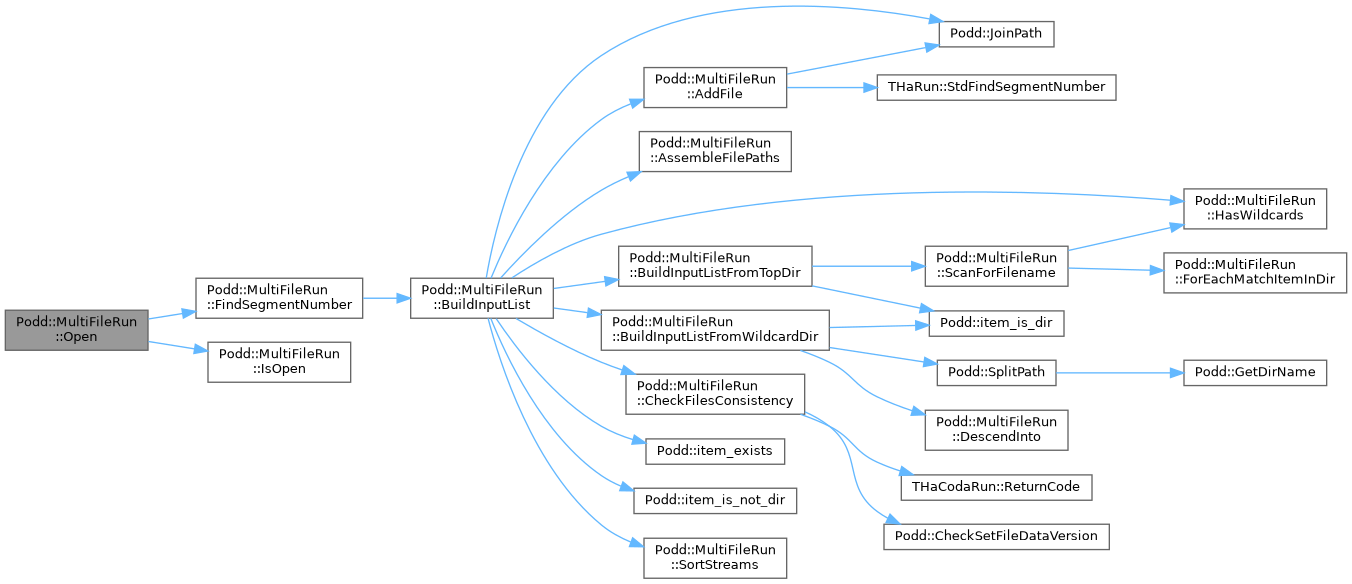 Podd::MultiFileRun
::Open
Podd::MultiFileRun
::FindSegmentNumber
Podd::MultiFileRun
::IsOpen
Podd::MultiFileRun
::BuildInputList
Podd::JoinPath
Podd::MultiFileRun
::AddFile
THaRun::StdFindSegmentNumber
Podd::MultiFileRun
::AssembleFilePaths
Podd::MultiFileRun
::HasWildcards
Podd::MultiFileRun
::BuildInputListFromTopDir
Podd::MultiFileRun
::ScanForFilename
Podd::MultiFileRun
::ForEachMatchItemInDir
Podd::item_is_dir
Podd::MultiFileRun
::BuildInputListFromWildcardDir
Podd::SplitPath
Podd::GetDirName
Podd::MultiFileRun
::CheckFilesConsistency
Podd::MultiFileRun
::DescendInto
Podd::item_exists
THaCodaRun::ReturnCode
Podd::item_is_not_dir
Podd::CheckSetFileDataVersion
Podd::MultiFileRun
::SortStreams